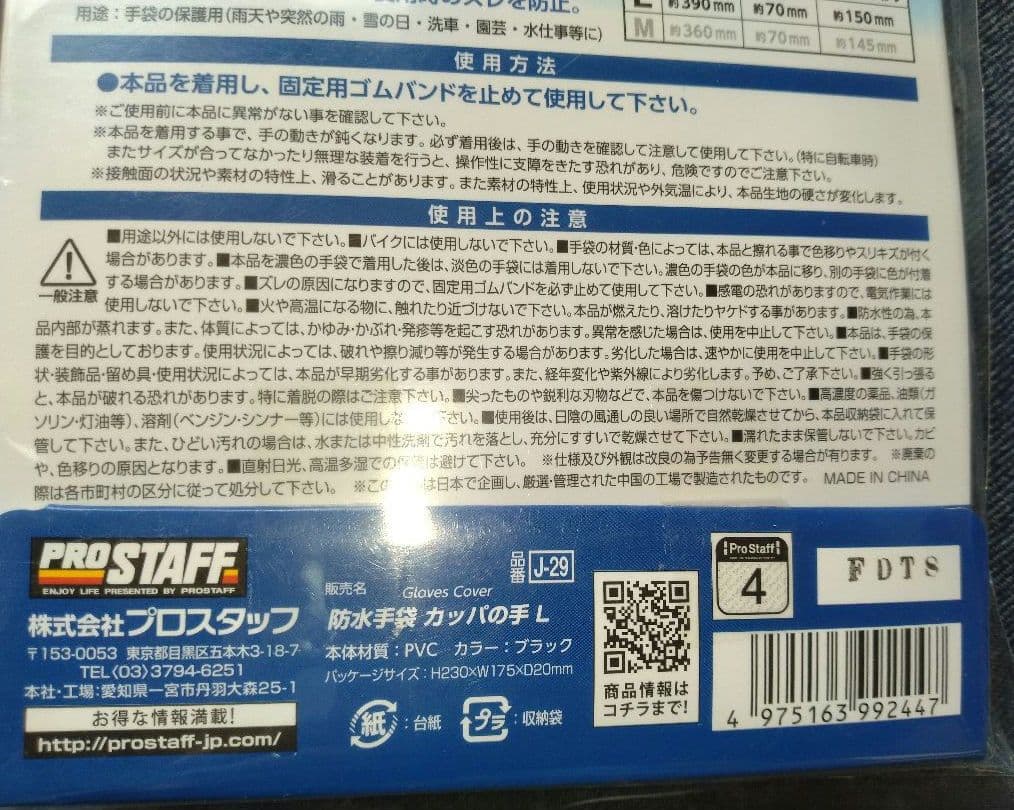 用時のズレを防止。
用途：手袋の保護用(雨天や突然の雨・雪の日・洗車・園芸・水仕事等に)
L 約390mm 約70mm 約150mm
M 約360mm 約70mm 約145mm
使用方法
●本品を着用し、固定用ゴムバンドを止めて使用して下さい。
※ご使用前に本品に異常がない事を確認して下さい。
※本品を着用する事で、手の動きが鈍くなります。必ず着用後は、手の動きを確認して注意して使用して下さい。(特に自転車時)
またサイズが合ってなかったり無理な装着を行うと、操作性に支障をきたす恐れがあり、危険ですのでご注意下さい。
※接触面の状況や素材の特性上、滑ることがあります。また素材の特性上、使用状況や外気温により、本品生地の硬さが変化します。
使用上の注意
一般注意
■用途以外には使用しないで下さい。■バイクには使用しないで下さい。■手袋の材質・色によっては、本品と擦れる事で色移りやスリキズが付く
場合があります。■本品を濃色の手袋で着用した後は、淡色の手袋には着用しないで下さい。濃色の手袋の色が本品に移り、別の手袋に色が付着
する場合があります。■ズレの原因になりますので、固定用ゴムバンドを必ず止めて使用して下さい。■感電の恐れがありますので、電気作業には
使用しないで下さい。■火や高温になる物に、触れたり近づけないで下さい。本品が燃えたり、溶けたりヤケドする事があります。■防水性の為、本
品内部が蒸れます。また、体質によっては、かゆみ・かぶれ・発疹等を起こす恐れがあります。異常を感じた場合は、使用を中止して下さい。■本品は、手袋の保
護を目的としております。使用状況によっては、破れや擦り減り等が発生する場合があります。劣化した場合は、速やかに使用を中止して下さい。■手袋の形
状・装飾品・留め具・使用状況によっては、本品が早期劣化する事があります。また、経年変化や紫外線により劣化します。予め、ご了承下さい。■強く引っ張る
と、本品が破れる恐れがあります。特に着脱の際はご注意下さい。■尖ったものや鋭利な刃物などで、本品を傷つけないで下さい。■高濃度の薬品、油類(ガ
ソリン・灯油等)、溶剤(ベンジン・シンナー等)には使用しないで下さい。■使用後は、日陰の風通しの良い場所で自然乾燥させてから、本品収納袋に入れて保
管して下さい。また、ひどい汚れの場合は、水または中性洗剤で汚れを落とし、充分にすすいで乾燥させて下さい。■濡れたまま保管しないで下さい。カビ
や、色移りの原因となります。■直射日光、高温多湿での保管は避けて下さい。 ※仕様及び外観は改良の為予告無く変更する場合が有ります。 ※廃棄の
際は各市町村の区分に従って処分して下さい。 ※この は日本で企画し、厳選・管理された中国の工場で製造されたものです。 MADE IN CHINA
PROSTAFF
ENJOY LIFE PRESENTED BY PROSTAFF
株式会社プロスタッフ
〒153-0053 東京都目黒区五本木3-18-7
TEL(03)3794-6251
本社・工場：愛知県一宮市丹羽大森25-1
お得な情報満載!
http://prostaff-jp.com/
品番 J-29
販売名 Gloves Cover
防水手袋 カッパの手 L
本体材質：PVC カラー：ブラック
パッケージサイズ：H230×W175×D20mm
紙：台紙 プラ：収納袋
商品情報は
コチラまで!
ProStaff
4
FDT8
4 975163 992447